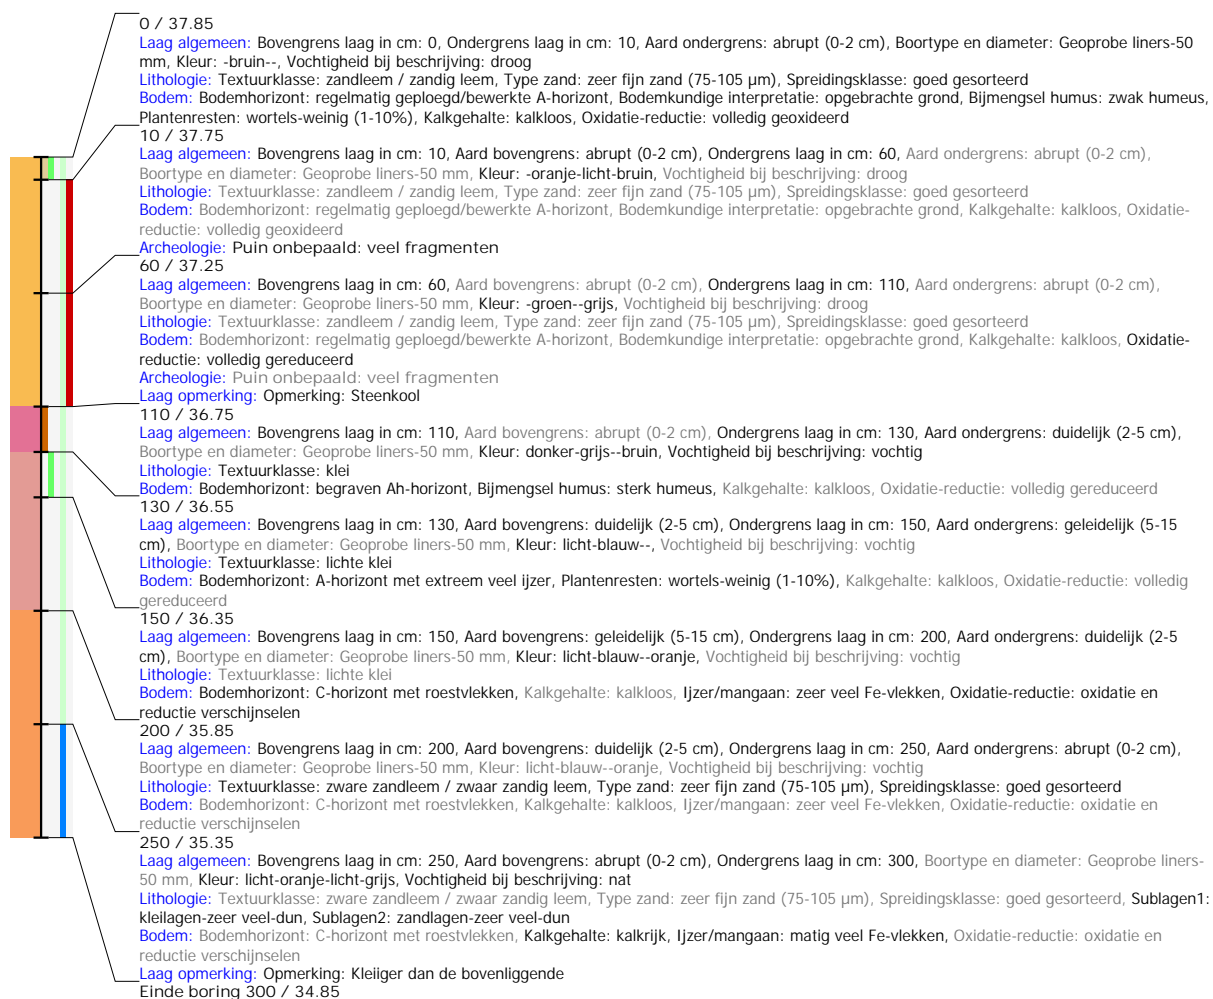 0 / 37.85
Laag algemeen: Bovengrens laag in cm: 0, Ondergrens laag in cm: 10, Aard ondergrens: abrupt (0-2 cm), Boortype en diameter: Geoprobe liners-50
mm, Kleur: -bruin--, Vochtigheid bij beschrijving: droog
Lithologie: Textuurklasse: zandleem / zandig leem, Type zand: zeer fijn zand (75-105 µm), Spreidingsklasse: goed gesorteerd
Bodem: Bodemhorizont: regelmatig geploegd/bewerkte A-horizont, Bodemkundige interpretatie: opgebrachte grond, Bijmengsel humus: zwak humeus,
Plantenresten: wortels-weinig (1-10%), Kalkgehalte: kalkloos, Oxidatie-reductie: volledig geoxideerd
10 / 37.75
Laag algemeen: Bovengrens laag in cm: 10, Aard bovengrens: abrupt (0-2 cm), Ondergrens laag in cm: 60, Aard ondergrens: abrupt (0-2 cm),
Boortype en diameter: Geoprobe liners-50 mm, Kleur: -oranje-licht-bruin, Vochtigheid bij beschrijving: droog
Lithologie: Textuurklasse: zandleem / zandig leem, Type zand: zeer fijn zand (75-105 µm), Spreidingsklasse: goed gesorteerd
Bodem: Bodemhorizont: regelmatig geploegd/bewerkte A-horizont, Bodemkundige interpretatie: opgebrachte grond, Kalkgehalte: kalkloos, Oxidatie-
reductie: volledig geoxideerd
Archeologie: Puin onbepaald: veel fragmenten
60 / 37.25
Laag algemeen: Bovengrens laag in cm: 60, Aard bovengrens: abrupt (0-2 cm), Ondergrens laag in cm: 110, Aard ondergrens: abrupt (0-2 cm),
Boortype en diameter: Geoprobe liners-50 mm, Kleur: -groen--grijs, Vochtigheid bij beschrijving: droog
Lithologie: Textuurklasse: zandleem / zandig leem, Type zand: zeer fijn zand (75-105 µm), Spreidingsklasse: goed gesorteerd
Bodem: Bodemhorizont: regelmatig geploegd/bewerkte A-horizont, Bodemkundige interpretatie: opgebrachte grond, Kalkgehalte: kalkloos, Oxidatie-
reductie: volledig gereduceerd
Archeologie: Puin onbepaald: veel fragmenten
Laag opmerking: Opmerking: Steenkool
110 / 36.75
Laag algemeen: Bovengrens laag in cm: 110, Aard bovengrens: abrupt (0-2 cm), Ondergrens laag in cm: 130, Aard ondergrens: duidelijk (2-5 cm),
Boortype en diameter: Geoprobe liners-50 mm, Kleur: donker-grijs--bruin, Vochtigheid bij beschrijving: vochtig
Lithologie: Textuurklasse: klei
Bodem: Bodemhorizont: begraven Ah-horizont, Bijmengsel humus: sterk humeus, Kalkgehalte: kalkloos, Oxidatie-reductie: volledig gereduceerd
130 / 36.55
Laag algemeen: Bovengrens laag in cm: 130, Aard bovengrens: duidelijk (2-5 cm), Ondergrens laag in cm: 150, Aard ondergrens: geleidelijk (5-15
cm), Boortype en diameter: Geoprobe liners-50 mm, Kleur: licht-blauw--, Vochtigheid bij beschrijving: vochtig
Lithologie: Textuurklasse: lichte klei
Bodem: Bodemhorizont: A-horizont met extreem veel ijzer, Plantenresten: wortels-weinig (1-10%), Kalkgehalte: kalkloos, Oxidatie-reductie: volledig
gereduceerd
150 / 36.35
Laag algemeen: Bovengrens laag in cm: 150, Aard bovengrens: geleidelijk (5-15 cm), Ondergrens laag in cm: 200, Aard ondergrens: duidelijk (2-5
cm), Boortype en diameter: Geoprobe liners-50 mm, Kleur: licht-blauw--oranje, Vochtigheid bij beschrijving: vochtig
Lithologie: Textuurklasse: lichte klei
Bodem: Bodemhorizont: C-horizont met roestvlekken, Kalkgehalte: kalkloos, Ijzer/mangaan: zeer veel Fe-vlekken, Oxidatie-reductie: oxidatie en
reductie verschijnselen
200 / 35.85
Laag algemeen: Bovengrens laag in cm: 200, Aard bovengrens: duidelijk (2-5 cm), Ondergrens laag in cm: 250, Aard ondergrens: abrupt (0-2 cm),
Boortype en diameter: Geoprobe liners-50 mm, Kleur: licht-blauw--oranje, Vochtigheid bij beschrijving: vochtig
Lithologie: Textuurklasse: zware zandleem / zwaar zandig leem, Type zand: zeer fijn zand (75-105 µm), Spreidingsklasse: goed gesorteerd
Bodem: Bodemhorizont: C-horizont met roestvlekken, Kalkgehalte: kalkloos, Ijzer/mangaan: zeer veel Fe-vlekken, Oxidatie-reductie: oxidatie en
reductie verschijnselen
250 / 35.35
Laag algemeen: Bovengrens laag in cm: 250, Aard bovengrens: abrupt (0-2 cm), Ondergrens laag in cm: 300, Boortype en diameter: Geoprobe liners-
50 mm, Kleur: licht-oranje-licht-grijs, Vochtigheid bij beschrijving: nat
Lithologie: Textuurklasse: zware zandleem / zwaar zandig leem, Type zand: zeer fijn zand (75-105 µm), Spreidingsklasse: goed gesorteerd, Sublagen1:
kleilagen-zeer veel-dun, Sublagen2: zandlagen-zeer veel-dun
Bodem: Bodemhorizont: C-horizont met roestvlekken, Kalkgehalte: kalkrijk, Ijzer/mangaan: matig veel Fe-vlekken, Oxidatie-reductie: oxidatie en
reductie verschijnselen
Laag opmerking: Opmerking: Kleiiger dan de bovenliggende
Einde boring 300 / 34.85